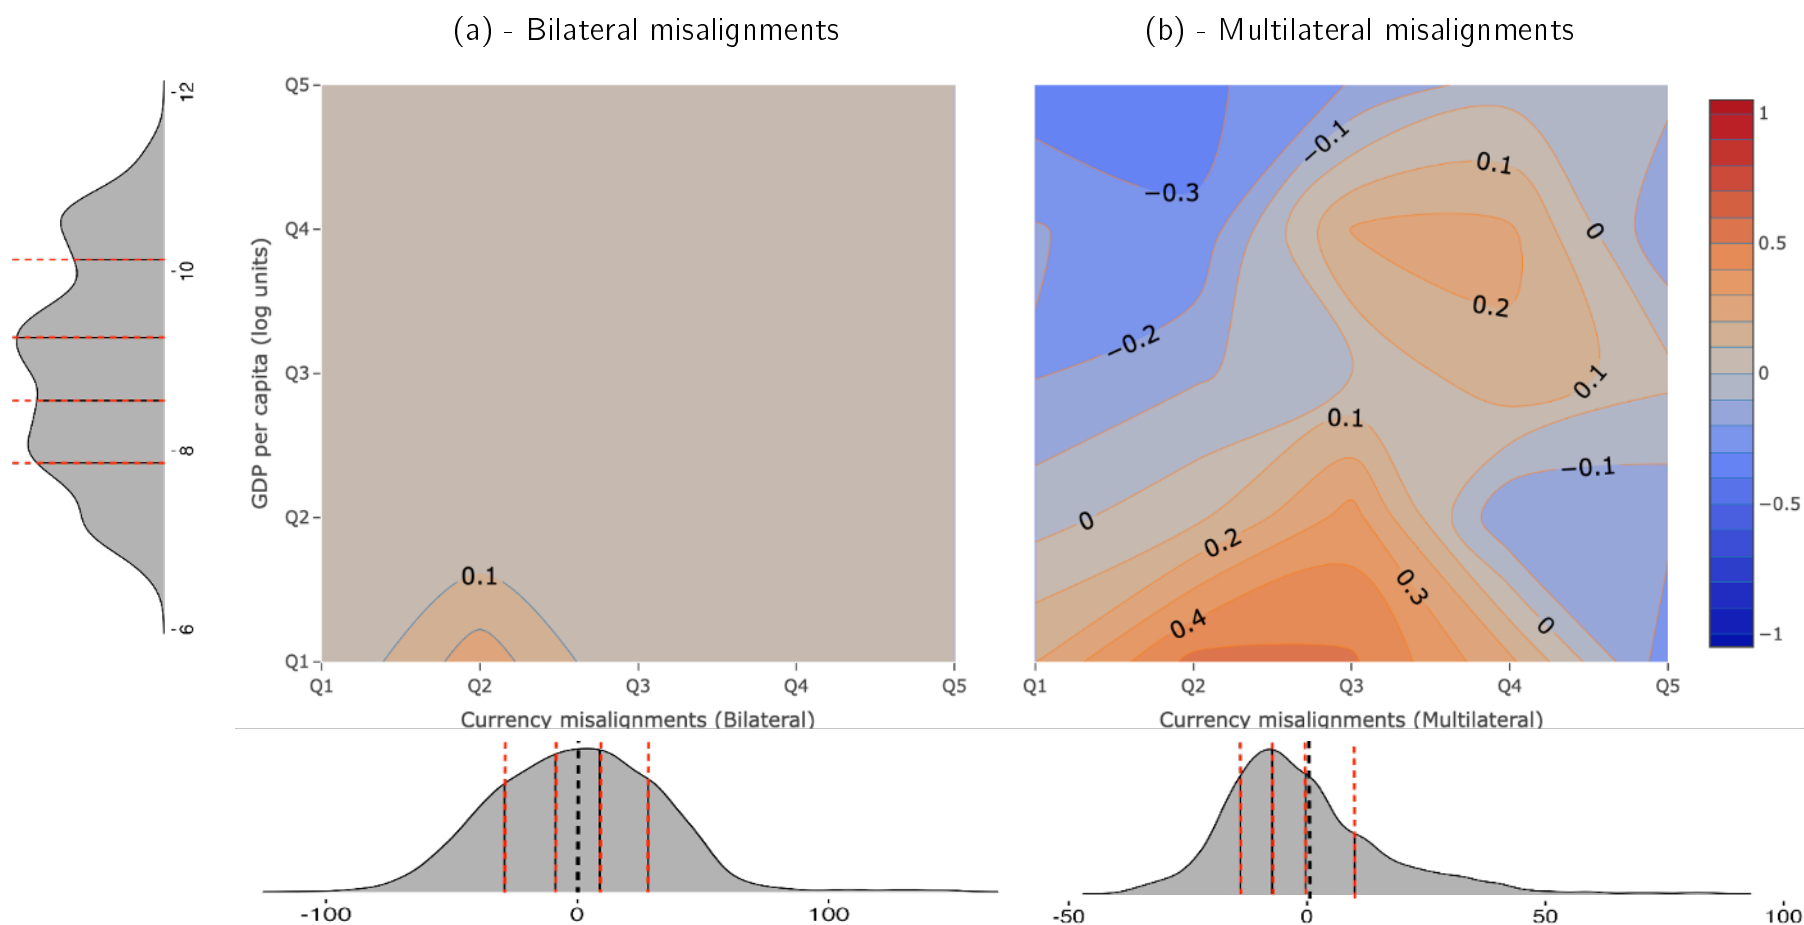 (a) - Bilateral misalignments
(b) - Multilateral misalignments
12
10
8
6
GDP per capita (log units)
Q5
Q4
Q3
Q2
Q1
0.1
Q1 Q2 Q3 Q4 Q5
Currency misalignments (Bilateral)
−0.1
0.1
−0.3
0
0.2
−0.2
0.1
0.1
−0.1
0
0.2
0.3
0.4
0
Q1 Q2 Q3 Q4 Q5
Currency misalignments (Multilateral)
1
0.5
0
−0.5
−1
-100 0 100
-50 0 50 100